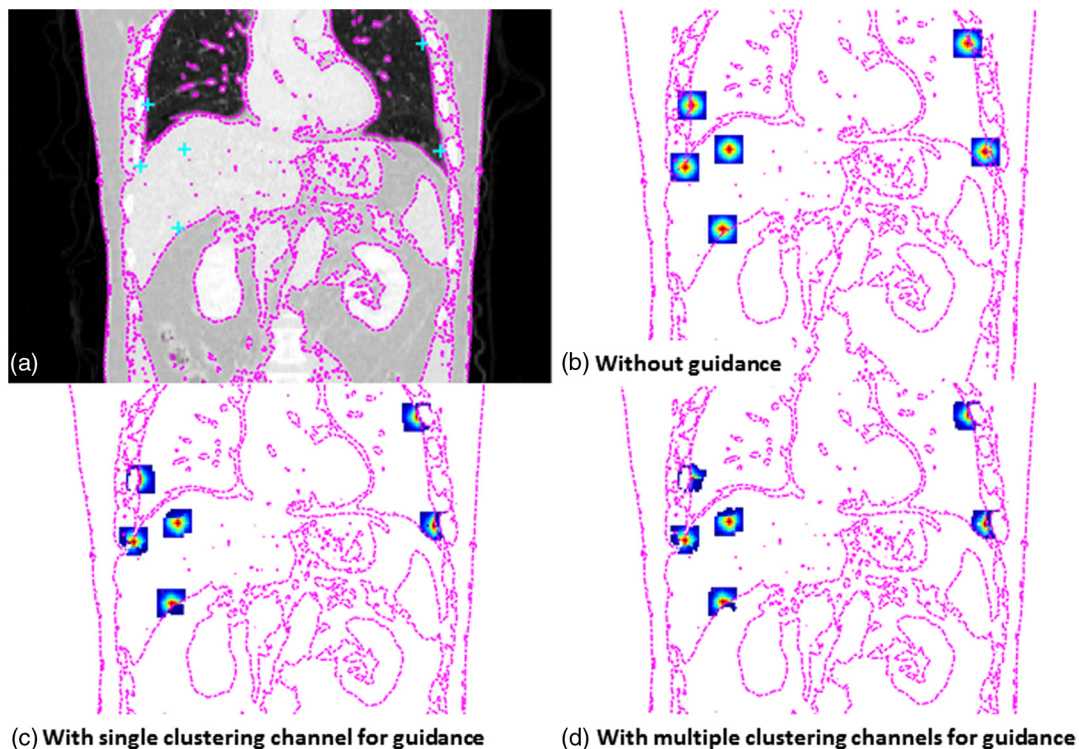 (a)
(b) Without guidance
(c) With single clustering channel for guidance
(d) With multiple clustering channels for guidance